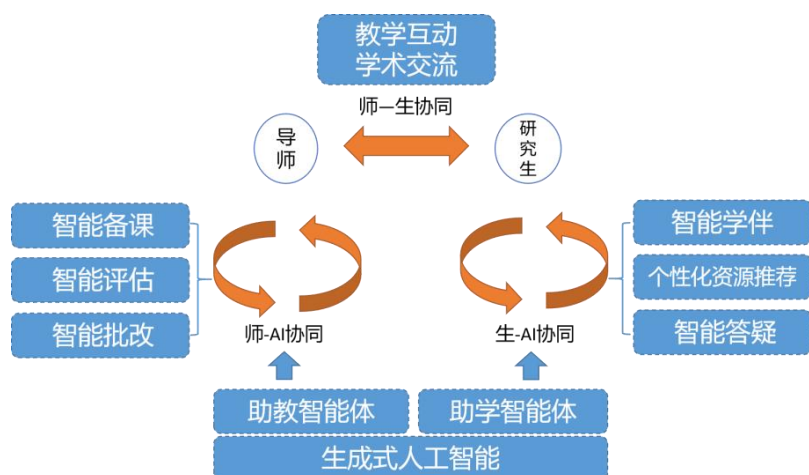 教学互动
学术交流
师—生协同
导师
研究生
智能备课
智能评估
智能批改
智能学伴
个性化资源推荐
智能答疑
师-AI协同
生-AI协同
助教智能体
助学智能体
生成式人工智能